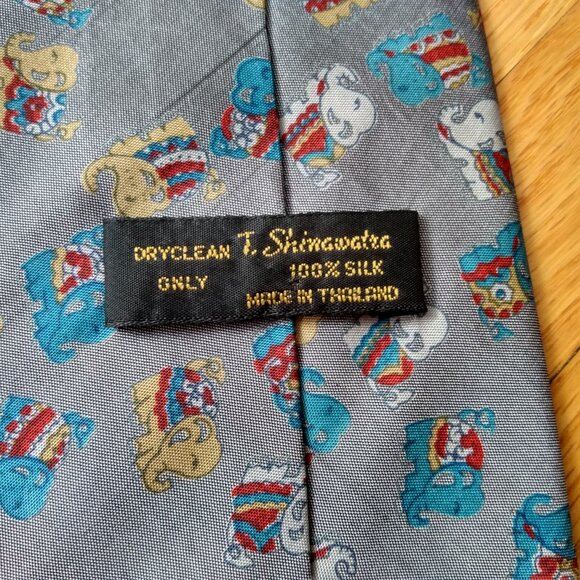 T. Shinawatra
DRYCLEAN ONLY
100% SILK
MADE IN THAILAND